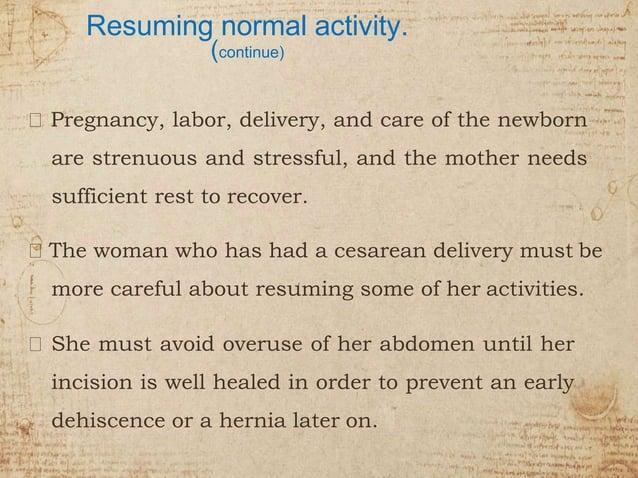 Resuming normal activity.
(continue)
□ Pregnancy, labor, delivery, and care of the newborn
are strenuous and stressful, and the mother needs
sufficient rest to recover.
□ The woman who has had a cesarean delivery must be
more careful about resuming some of her activities.
□ She must avoid overuse of her abdomen until her
incision is well healed in order to prevent an early
dehiscence or a hernia later on.